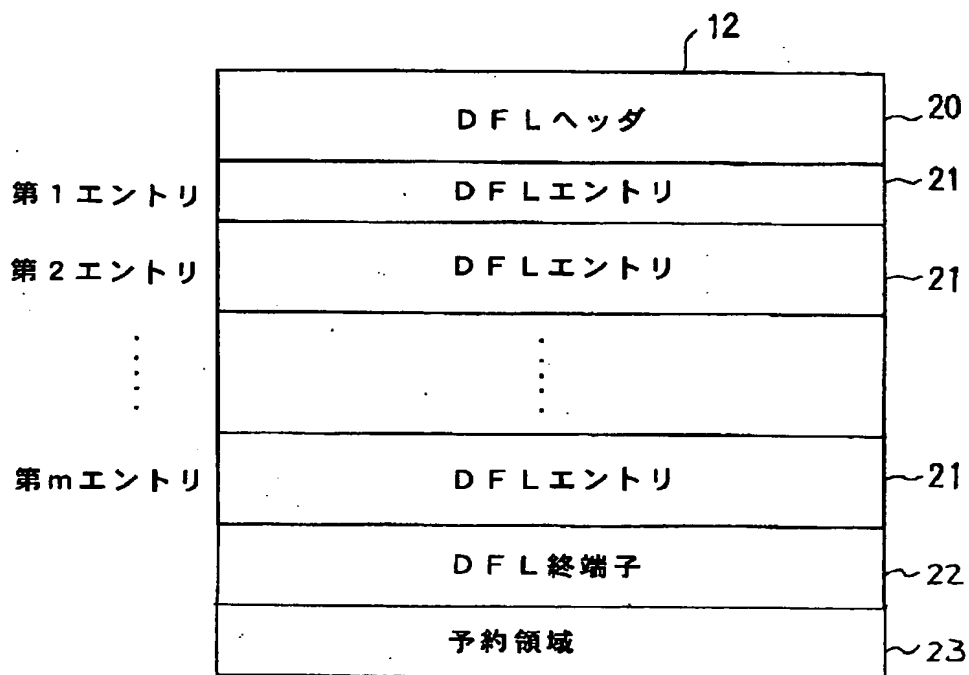 12
DFLヘッダ 20
第1エントリ DFLエントリ 21
第2エントリ DFLエントリ 21
第mエントリ DFLエントリ 21
DFL終端子 22
予約領域 23